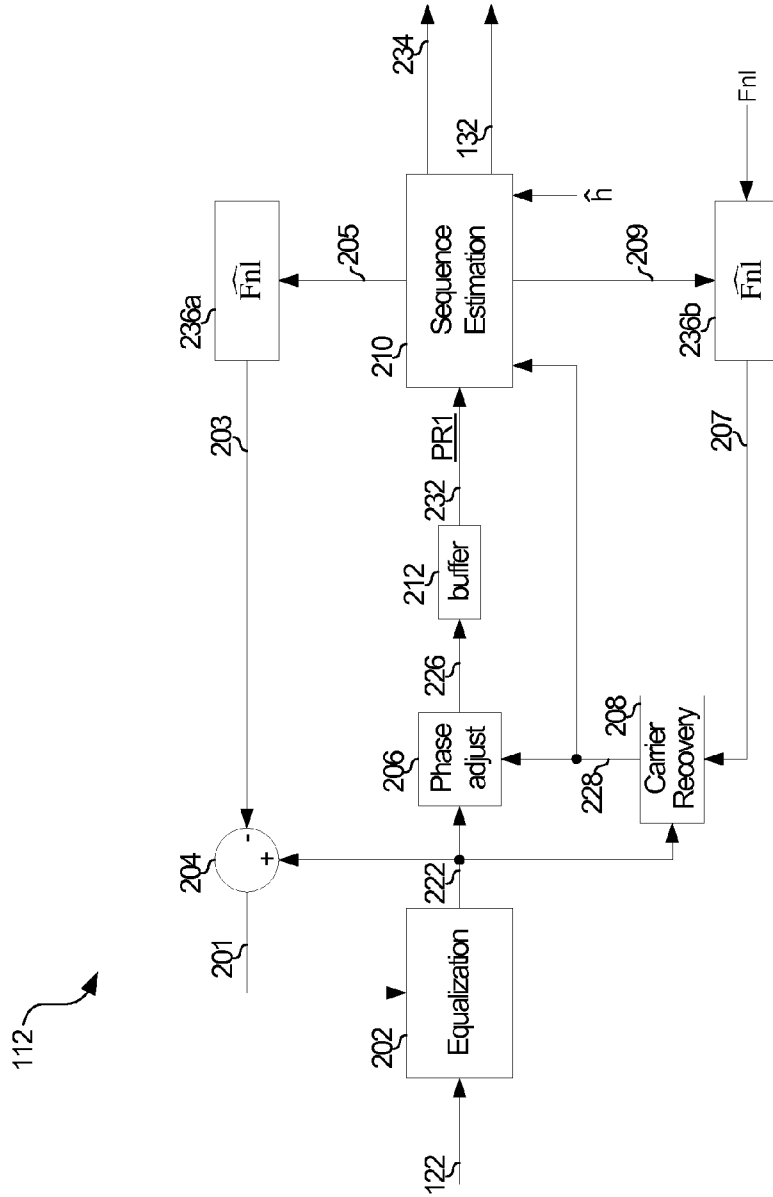 112
201
204
+
-
203
236a
F̂nl
205
234
132
122
202
Equalization
222
206
Phase
adjust
226
212
buffer
232
PR1
210
Sequence
Estimation
ĥ
209
228
208
Carrier
Recovery
207
236b
F̂nl
Fnl